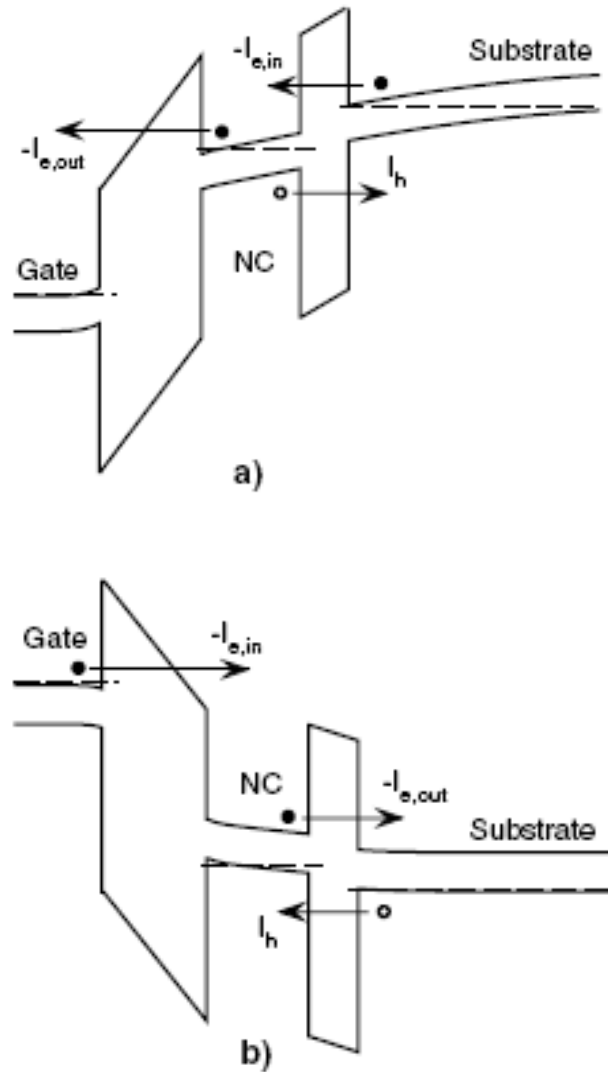 -I_e,in
Substrate
-I_e,out
I_h
Gate
NC
a)
Gate
-I_e,in
NC
-I_e,out
Substrate
I_h
b)